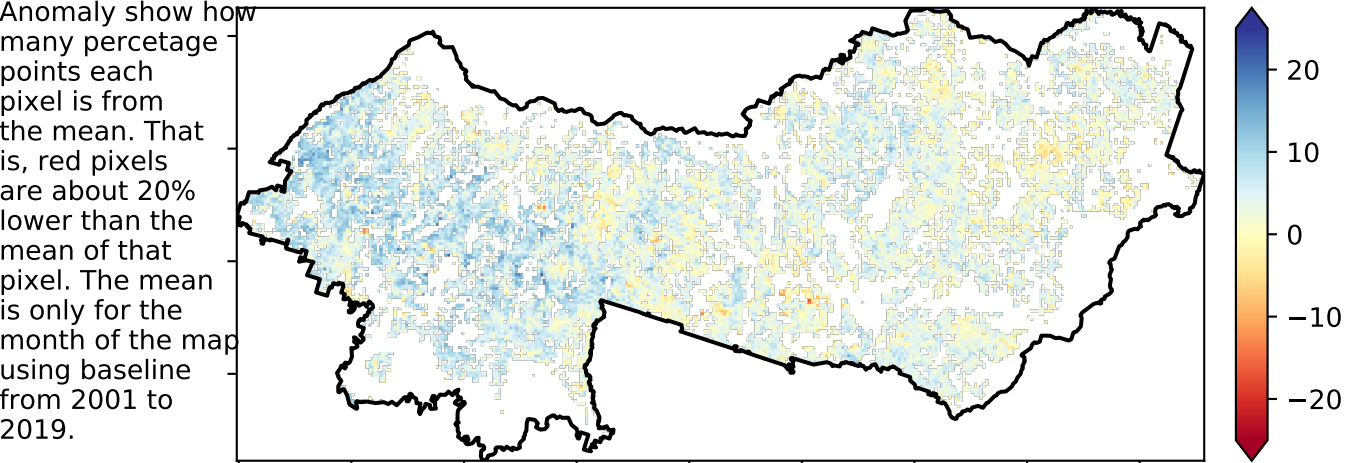 Anomaly show how
many percetage
points each
pixel is from
the mean. That
is, red pixels
are about 20%
lower than the
mean of that
pixel. The mean
is only for the
month of the map
using baseline
from 2001 to
2019.
20
10
0
−10
−20